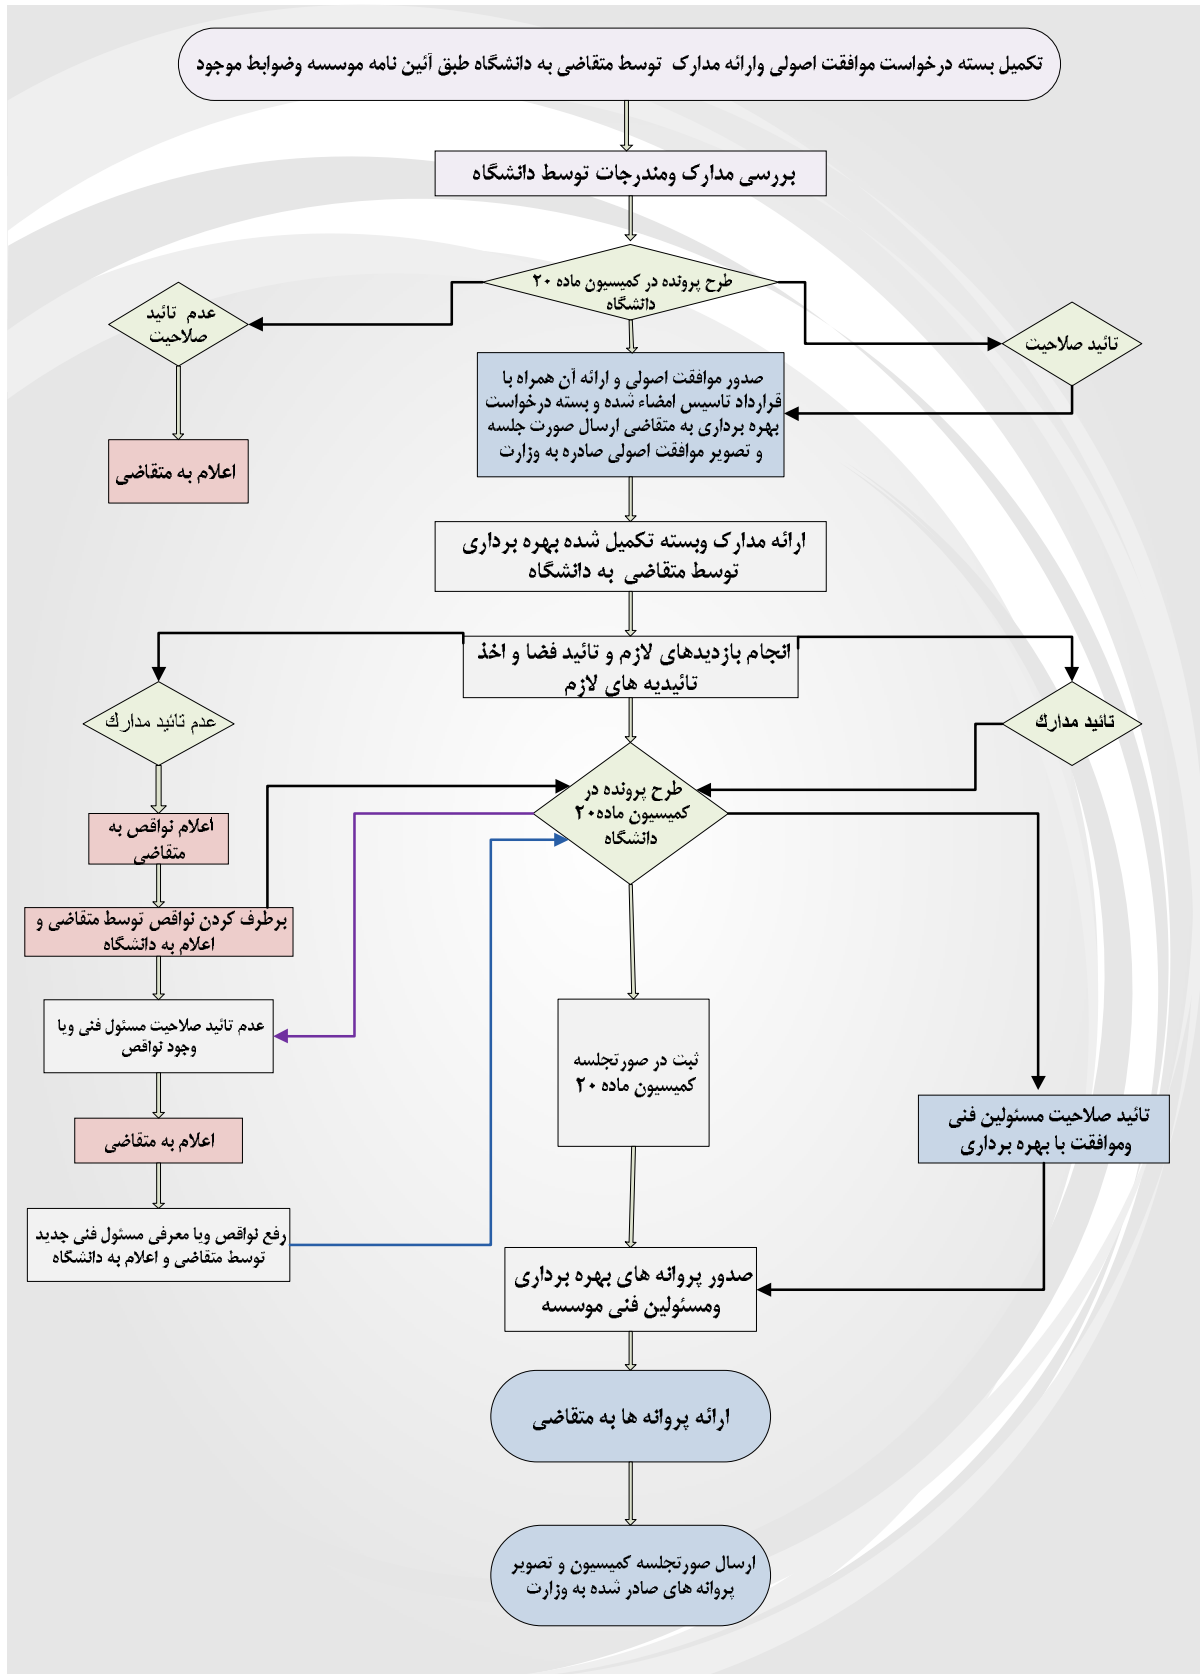 تکمیل بسته درخواست موافقت اصولی وارائه مدارک توسط متقاضی به دانشگاه طبق آئین نامه موسسه وضوابط موجود
بررسی مدارک ومندرجات توسط دانشگاه
طرح پرونده در کمیسیون ماده ۲۰
دانشگاه
عدم تائید
صلاحیت
تائید صلاحیت
صدور موافقت اصولی و ارائه آن همراه با
قرارداد تاسیس امضاء شده و بسته درخواست
بهره برداری به متقاضی ارسال صورت جلسه
و تصویر موافقت اصولی صادره به وزارت
اعلام به متقاضی
ارائه مدارک وبسته تکمیل شده بهره برداری
توسط متقاضی به دانشگاه
انجام بازدیدهای لازم و تائید فضا و اخذ
تائیدیه های لازم
تائید مدارك
عدم تائید مدارك
طرح پرونده در
کمیسیون ماده۲۰
دانشگاه
اعلام نواقص به
متقاضی
برطرف کردن نواقص توسط متقاضی و
اعلام به دانشگاه
عدم تائید صلاحیت مسئول فنی ویا
وجود نواقص
ثبت در صورتجلسه
کمیسیون ماده ۲۰
تائید صلاحیت مسئولین فنی
وموافقت با بهره برداری
اعلام به متقاضی
رفع نواقص ویا معرفی مسئول فنی جدید
توسط متقاضی و اعلام به دانشگاه
صدور پروانه های بهره برداری
ومسئولین فنی موسسه
ارائه پروانه ها به متقاضی
ارسال صورتجلسه کمیسیون و تصویر
پروانه های صادر شده به وزارت